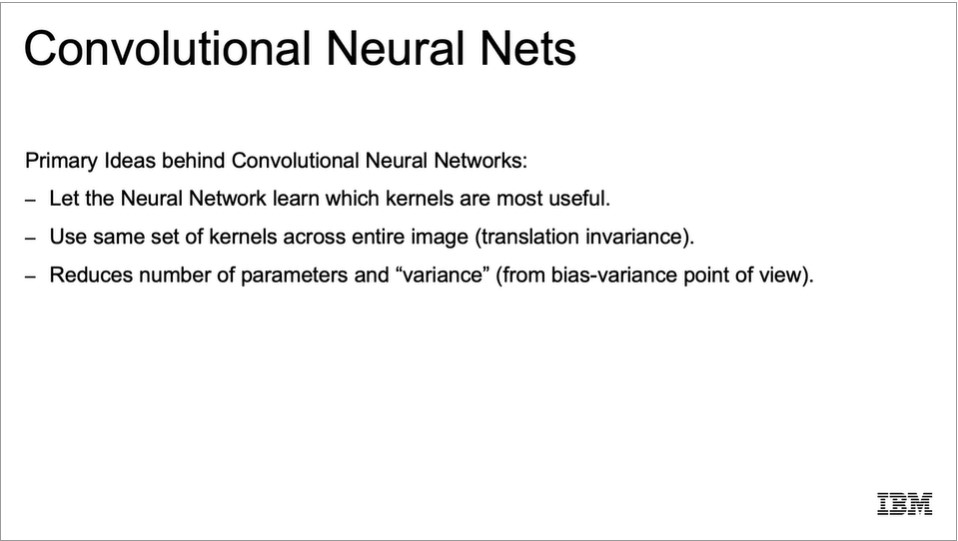 Convolutional Neural Nets
Primary Ideas behind Convolutional Neural Networks:
– Let the Neural Network learn which kernels are most useful.
– Use same set of kernels across entire image (translation invariance).
– Reduces number of parameters and “variance” (from bias-variance point of view).
IBM